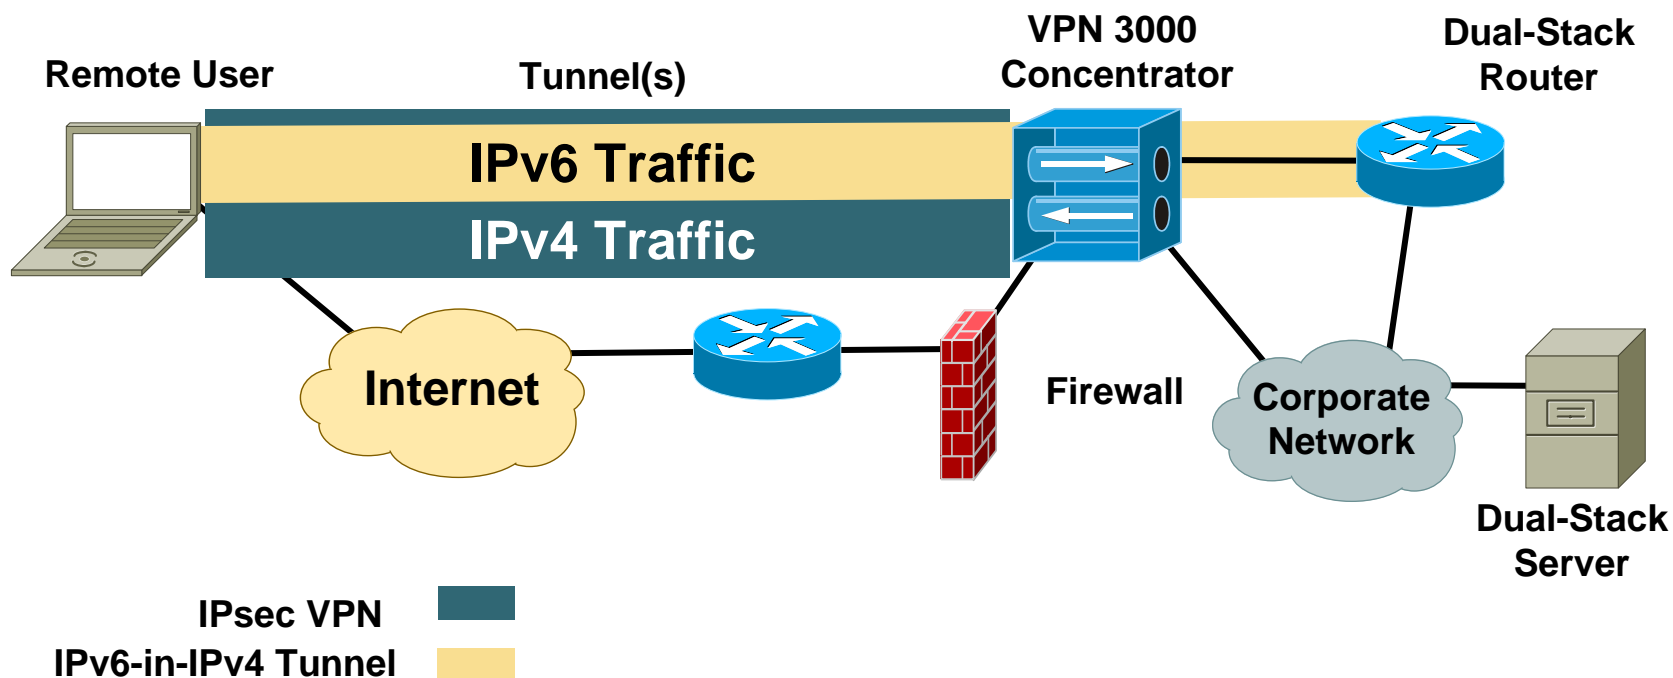 VPN 3000
Concentrator
Dual-Stack
Router
Remote User
Tunnel(s)
IPv6 Traffic
IPv4 Traffic
Internet
Firewall
Corporate
Network
Dual-Stack
Server
IPsec VPN
IPv6-in-IPv4 Tunnel